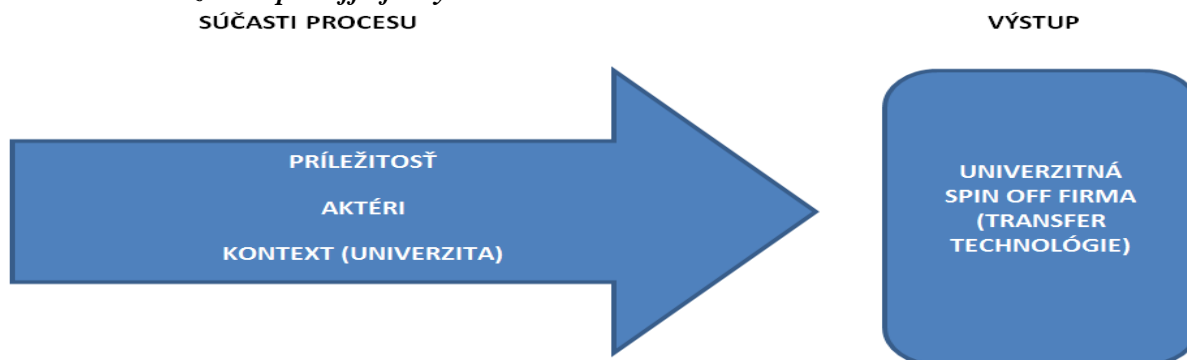 SÚČASTI PROCESU
VÝSTUP
PRÍLEŽITOSŤ
AKTÉRI
KONTEXT (UNIVERZITA)
UNIVERZITNÁ
SPIN OFF FIRMA
(TRANSFER
TECHNOLÓGIE)